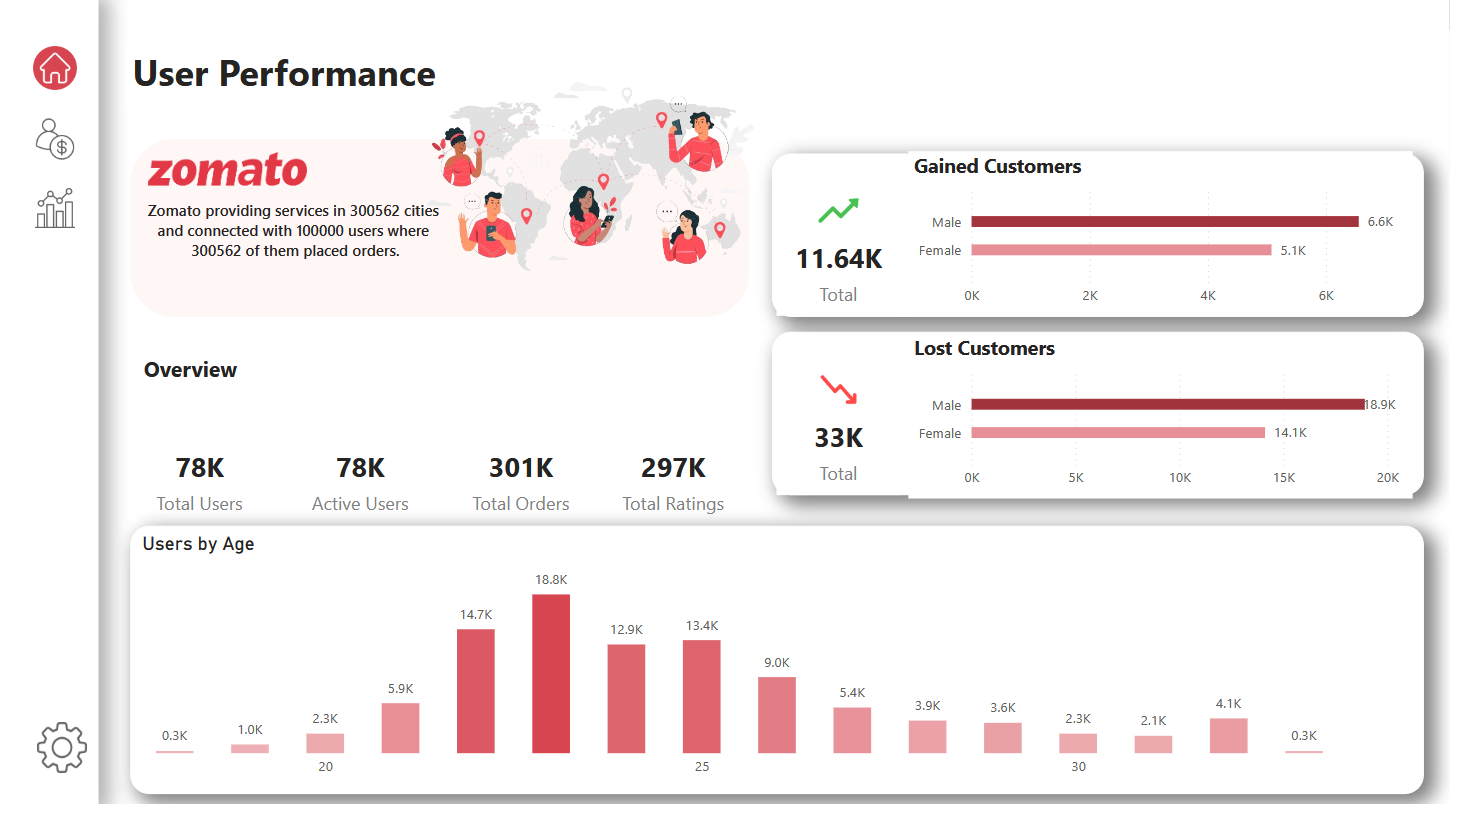 User Performance
zomato
Zomato providing services in 300562 cities
and connected with 100000 users where
300562 of them placed orders.
Gained Customers
11.64K
Total
Male 6.6K
Female 5.1K
0K 2K 4K 6K
Lost Customers
33K
Total
Male 18.9K
Female 14.1K
0K 5K 10K 15K 20K
Overview
78K 78K 301K 297K
Total Users Active Users Total Orders Total Ratings
Users by Age
0.3K 1.0K 2.3K 5.9K 14.7K 18.8K 12.9K 13.4K 9.0K 5.4K 3.9K 3.6K 2.3K 2.1K 4.1K 0.3K
20 25 30